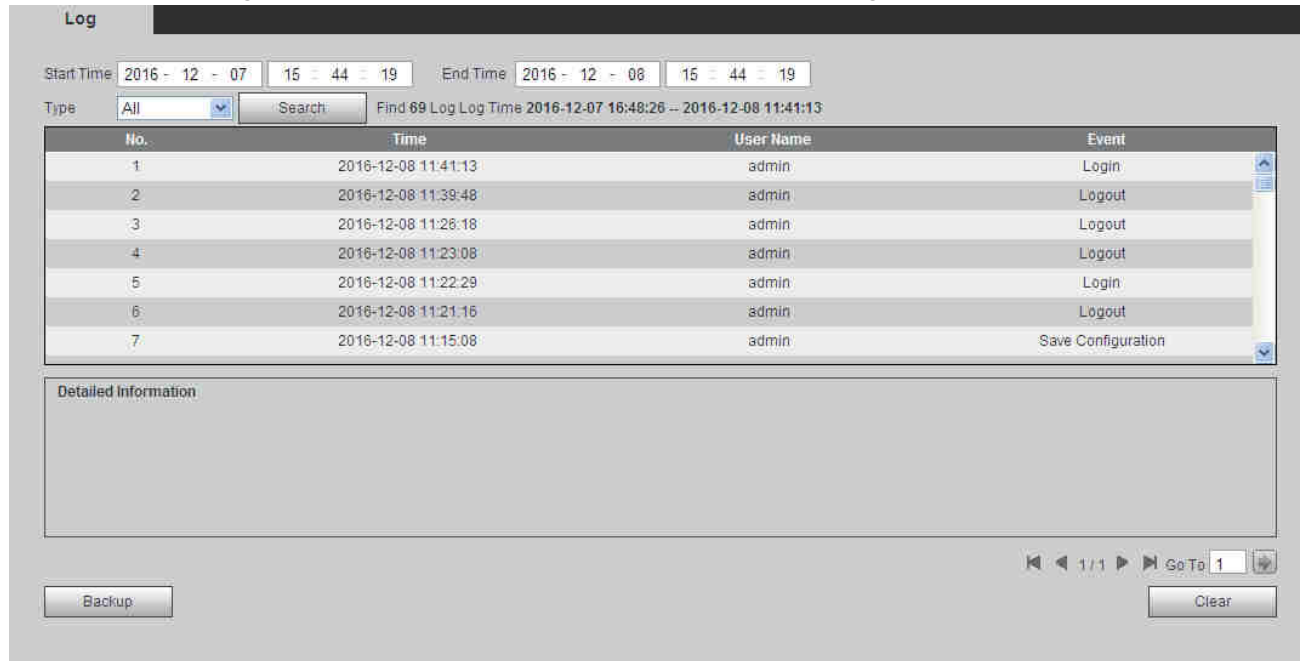 Log
Start Time 2016 - 12 - 07 15 : 44 : 19 End Time 2016 - 12 - 08 15 : 44 : 19
Type All Search Find 69 Log Log Time 2016-12-07 16:48:26 -- 2016-12-08 11:41:13
No. Time User Name Event
1 2016-12-08 11:41:13 admin Login
2 2016-12-08 11:39:48 admin Logout
3 2016-12-08 11:26:18 admin Logout
4 2016-12-08 11:23:08 admin Logout
5 2016-12-08 11:22:29 admin Login
6 2016-12-08 11:21:16 admin Logout
7 2016-12-08 11:15:08 admin Save Configuration
Detailed Information
1 / 1 Go To 1
Backup Clear